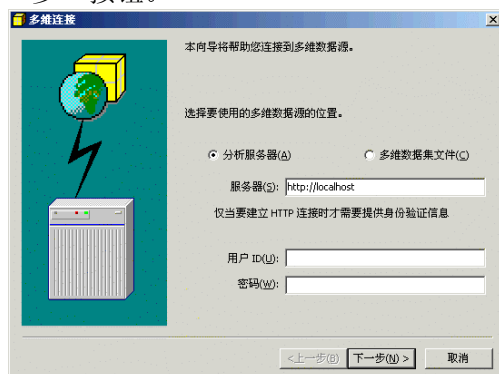 多维连接
本向导将帮助您连接到多维数据源。
选择要使用的多维数据源的位置。
分析服务器(A)
多维数据集文件(C)
服务器(S): http://localhost
仅当要建立 HTTP 连接时才需要提供身份验证信息
用户 ID(U):
密码(W):
<上一步(B) 下一步(N) > 取消